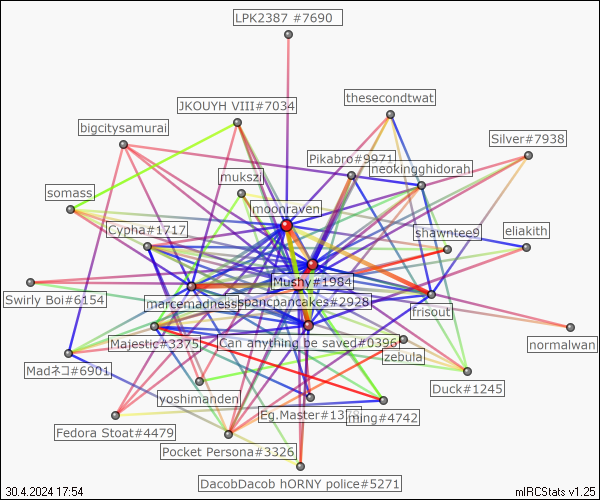 LPK2387 #7690
thesecondtwat
JKOUYH VIII#7034
bigcitysamurai
Silver#7938
Pikabro#9971
neokingghidorah
mukszi
somass
moonraven
Cypha#1717
shawntee9
eliakith
Mushy#1984
Swirly Boi#6154
marcemadness
spancpancakes#2928
frisout
Majestic#3375
Can anything be saved#0396
normalwan
zebula
Madネコ#6901
Duck#1245
yoshimanden
Eg.Master#13
ming#4742
Fedora Stoat#4479
Pocket Persona#3326
DacobDacob hORNY police#5271
30.4.2024 17:54
mIRCStats v1.25